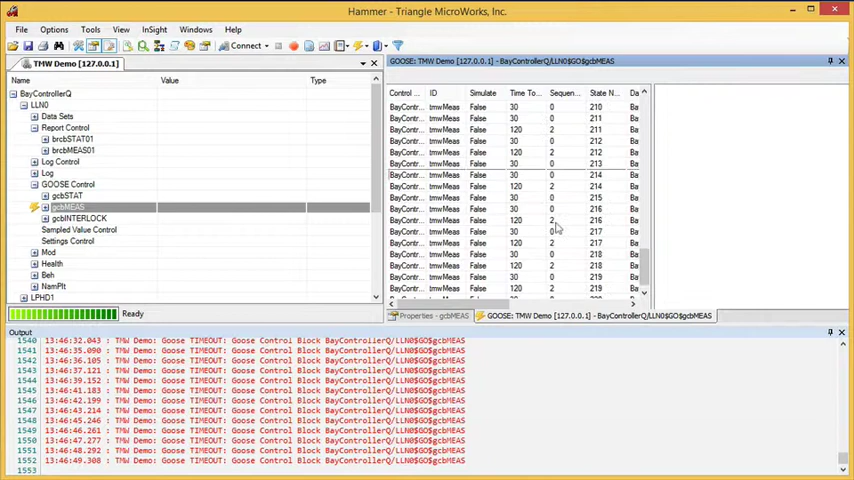 Hammer - Triangle MicroWorks, Inc.
File Options Tools View InSight Windows Help
Connect
TMW Demo [127.0.0.1]
Name Value Type
BayControllerQ
LLN0
Data Sets
Report Control
brcbSTAT01
brcbMEAS01
Log Control
Log
GOOSE Control
gcbSTAT
gcbMEAS
gcbINTERLOCK
Sampled Value Control
Settings Control
Mod
Health
Beh
NamPlt
LPHD1
Ready
GOOSE: TMW Demo [127.0.0.1] - BayControllerQ/LLN0$GO$gcbMEAS
Control ... ID Simulate Time To... Sequen... State N... Da
BayContr... tmwMeas False 30 0 210 Ba
BayContr... tmwMeas False 30 0 211 Ba
BayContr... tmwMeas False 120 2 211 Ba
BayContr... tmwMeas False 30 0 212 Ba
BayContr... tmwMeas False 120 2 212 Ba
BayContr... tmwMeas False 30 0 213 Ba
BayContr... tmwMeas False 30 0 214 Ba
BayContr... tmwMeas False 120 2 214 Ba
BayContr... tmwMeas False 30 0 215 Ba
BayContr... tmwMeas False 30 0 216 Ba
BayContr... tmwMeas False 120 2 216 Ba
BayContr... tmwMeas False 30 0 217 Ba
BayContr... tmwMeas False 120 2 217 Ba
BayContr... tmwMeas False 30 0 218 Ba
BayContr... tmwMeas False 120 2 218 Ba
BayContr... tmwMeas False 30 0 219 Ba
BayContr... tmwMeas False 120 2 219 Ba
Properties - gcbMEAS GOOSE: TMW Demo [127.0.0.1] - BayControllerQ/LLN0$GO$gcbMEAS
Output
1540 13:46:32.043 : TMW Demo: Goose TIMEOUT: Goose Control Block BayControllerQ/LLN0$GO$gcbMEAS
1541 13:46:35.090 : TMW Demo: Goose TIMEOUT: Goose Control Block BayControllerQ/LLN0$GO$gcbMEAS
1542 13:46:36.105 : TMW Demo: Goose TIMEOUT: Goose Control Block BayControllerQ/LLN0$GO$gcbMEAS
1543 13:46:37.121 : TMW Demo: Goose TIMEOUT: Goose Control Block BayControllerQ/LLN0$GO$gcbMEAS
1544 13:46:39.152 : TMW Demo: Goose TIMEOUT: Goose Control Block BayControllerQ/LLN0$GO$gcbMEAS
1545 13:46:41.183 : TMW Demo: Goose TIMEOUT: Goose Control Block BayControllerQ/LLN0$GO$gcbMEAS
1546 13:46:42.199 : TMW Demo: Goose TIMEOUT: Goose Control Block BayControllerQ/LLN0$GO$gcbMEAS
1547 13:46:43.214 : TMW Demo: Goose TIMEOUT: Goose Control Block BayControllerQ/LLN0$GO$gcbMEAS
1548 13:46:45.246 : TMW Demo: Goose TIMEOUT: Goose Control Block BayControllerQ/LLN0$GO$gcbMEAS
1549 13:46:46.261 : TMW Demo: Goose TIMEOUT: Goose Control Block BayControllerQ/LLN0$GO$gcbMEAS
1550 13:46:47.277 : TMW Demo: Goose TIMEOUT: Goose Control Block BayControllerQ/LLN0$GO$gcbMEAS
1551 13:46:48.292 : TMW Demo: Goose TIMEOUT: Goose Control Block BayControllerQ/LLN0$GO$gcbMEAS
1552 13:46:49.308 : TMW Demo: Goose TIMEOUT: Goose Control Block BayControllerQ/LLN0$GO$gcbMEAS
1553